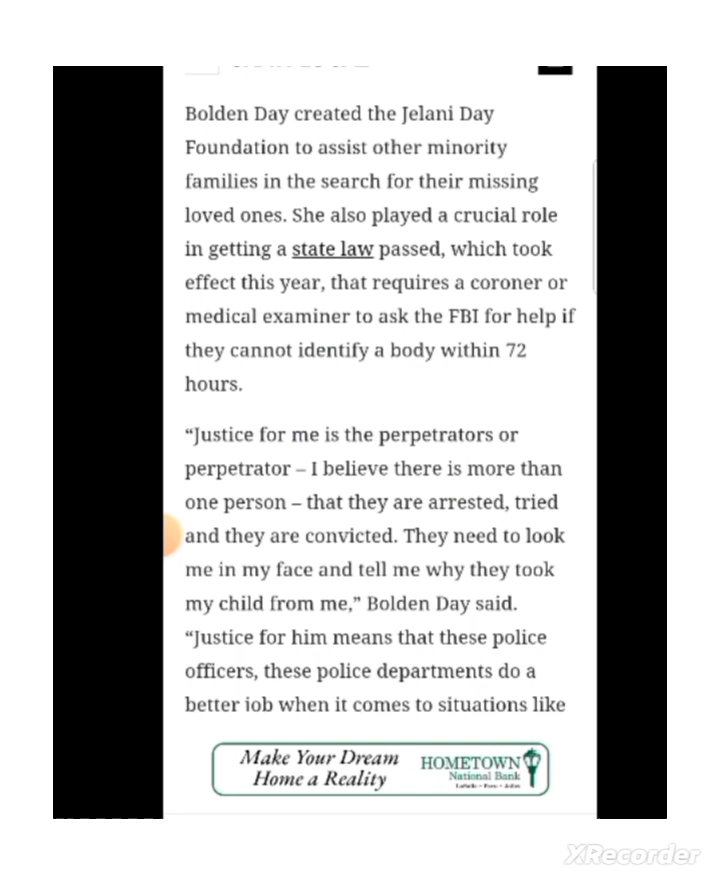 Bolden Day created the Jelani Day
Foundation to assist other minority
families in the search for their missing
loved ones. She also played a crucial role
in getting a state law passed, which took
effect this year, that requires a coroner or
medical examiner to ask the FBI for help if
they cannot identify a body within 72
hours.
“Justice for me is the perpetrators or
perpetrator – I believe there is more than
one person – that they are arrested, tried
and they are convicted. They need to look
me in my face and tell me why they took
my child from me,” Bolden Day said.
“Justice for him means that these police
officers, these police departments do a
better job when it comes to situations like
Make Your Dream
Home a Reality
HOMETOWN
National Bank
XRecorder